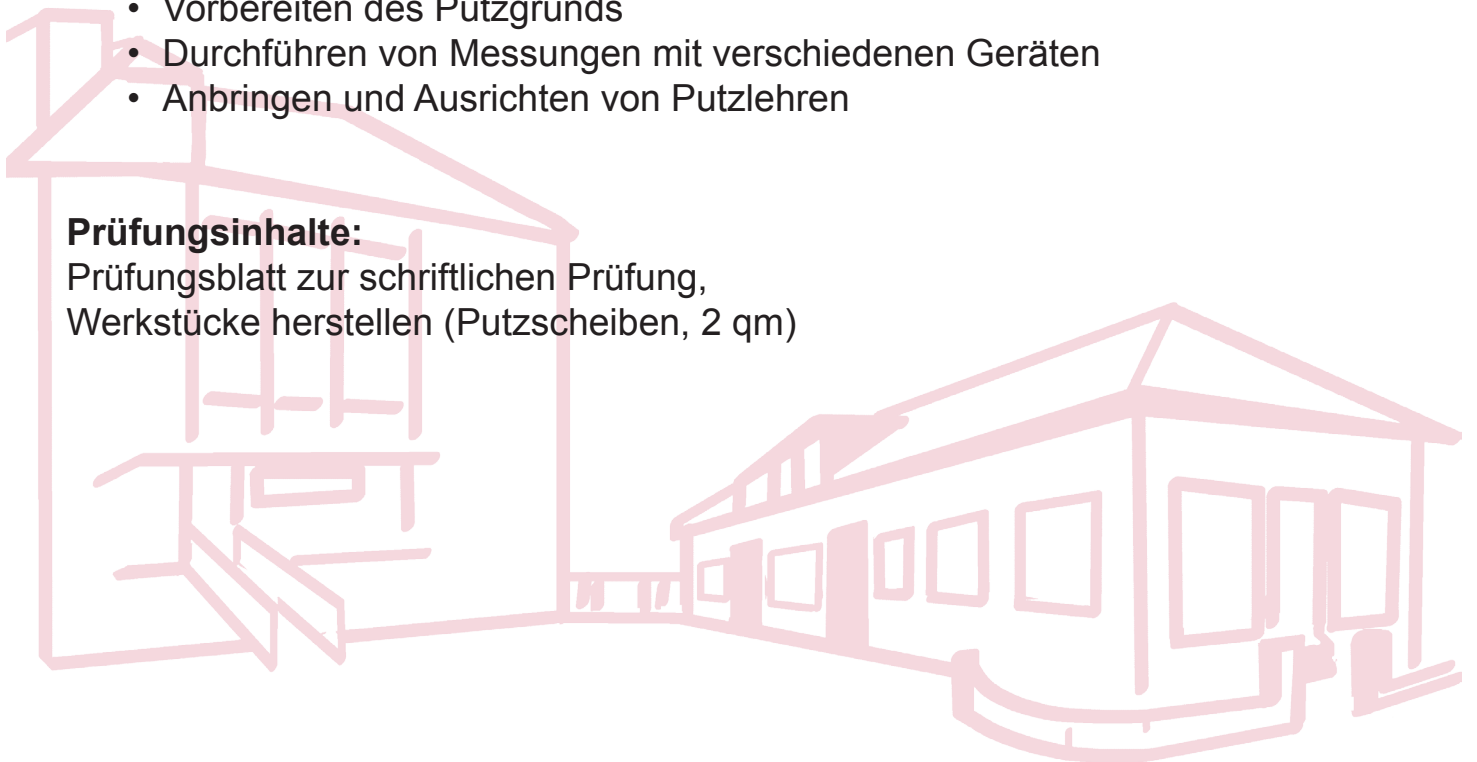 • Vorbereiten des Putzgrunds
• Durchführen von Messungen mit verschiedenen Geräten
• Anbringen und Ausrichten von Putzlehren
Prüfungsinhalte:
Prüfungsblatt zur schriftlichen Prüfung,
Werkstücke herstellen (Putzscheiben, 2 qm)